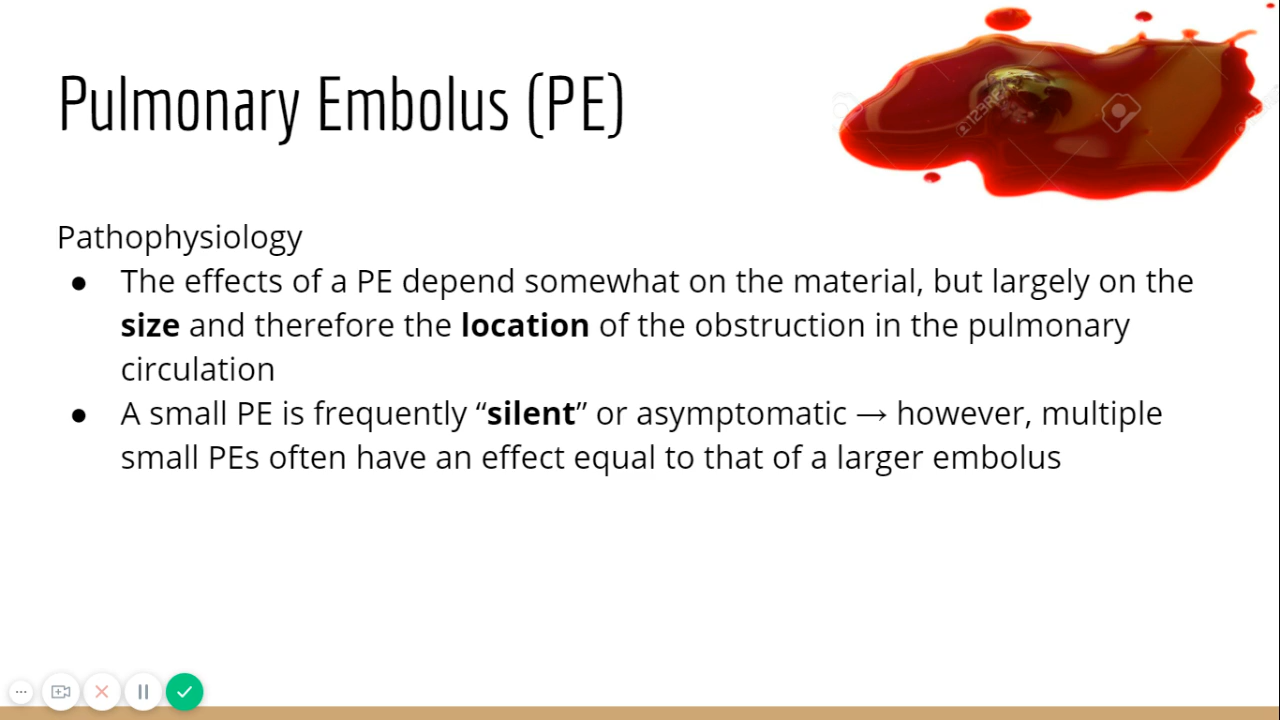 Pulmonary Embolus (PE)
Pathophysiology
● The effects of a PE depend somewhat on the material, but largely on the
size and therefore the location of the obstruction in the pulmonary
circulation
● A small PE is frequently “silent” or asymptomatic → however, multiple
small PEs often have an effect equal to that of a larger embolus